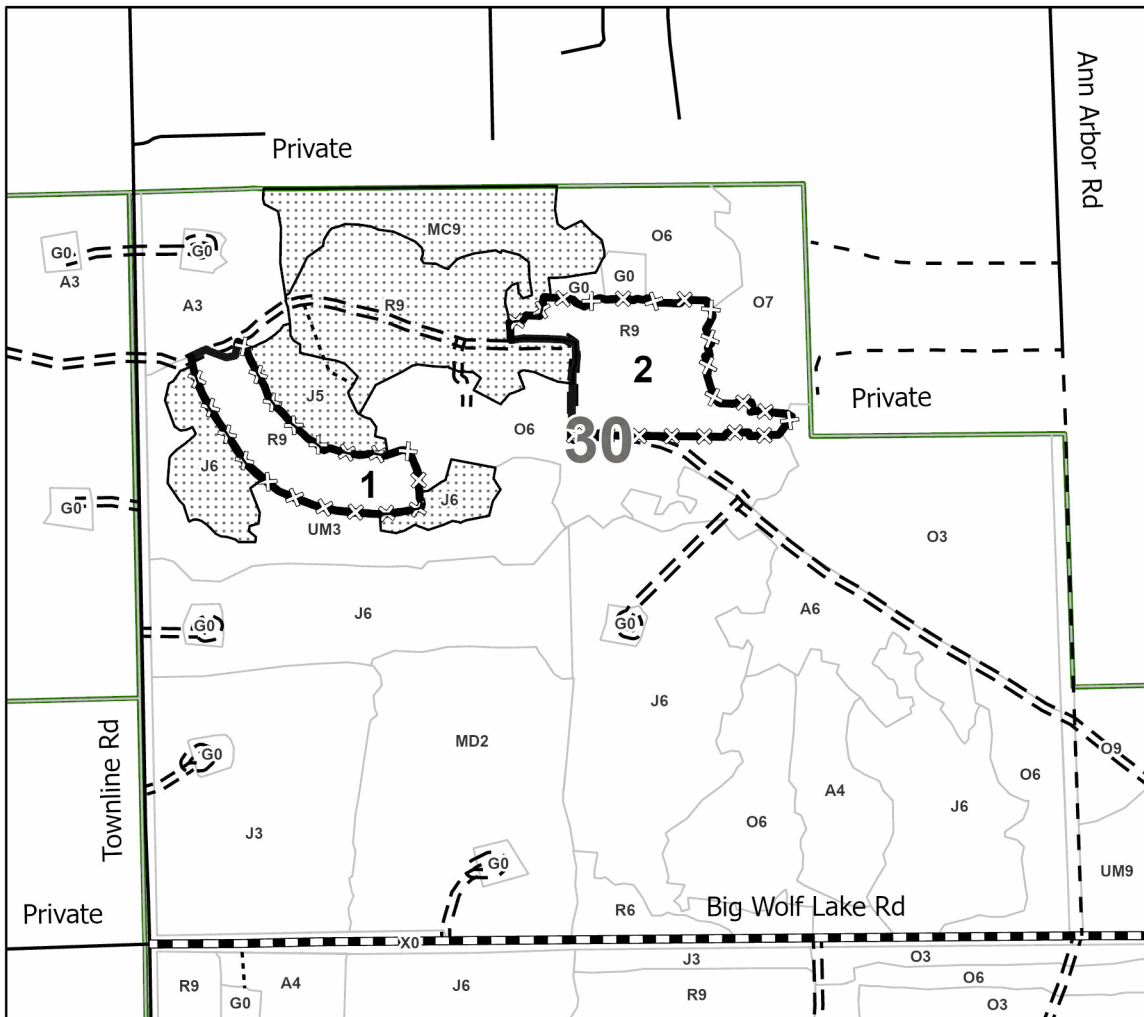 Ann Arbor Rd
Private
MC9
O6
G0
G0
A3
G0
G0
A3
R9
O7
R9
2
J5
Private
R9
O6
30
J6
1
J6
G0
UM3
O3
J6
A6
G0
G0
J6
MD2
O9
G0
Townline Rd
O6
A4
J6
O6
J3
G0
UM9
Private
R6
Big Wolf Lake Rd
X0
J3
O3
R9
A4
J6
O6
R9
G0
O3